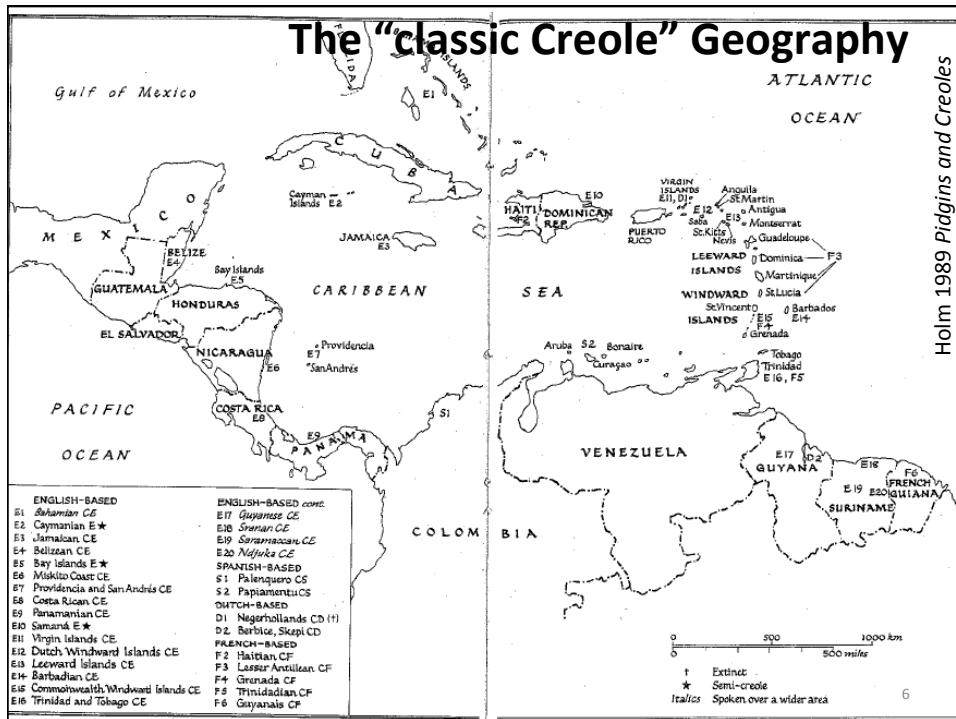 The “classic Creole” Geography
Holm 1989 Pidgins and Creoles
FLORIDA
ISLANDS
E1
Gulf of Mexico
ATLANTIC
OCEAN
CUBA
Cayman
Islands E2
JAMAICA
E3
HAITI
F2
DOMINICAN
REP.
E10
PUERTO
RICO
VIRGIN
ISLANDS
E11, D1
Anguila
St.Martin
E12
Saba
St.Kitts
Nevis
E13
Antigua
Montserrat
Guadeloupe
LEEWARD
ISLANDS
Dominica
F3
Martinique
WINDWARD
ISLANDS
St.Lucia
St.Vincent
Barbados
E14
E15
F4
Grenada
MEXICO
BELIZE
E4
Bay Islands
E5
GUATEMALA
HONDURAS
CARIBBEAN
SEA
EL SALVADOR
NICARAGUA
E6
Providencia
E7
San Andrés
Aruba
S2
Bonaire
Curaçao
Tobago
Trinidad
E16, F5
PACIFIC
OCEAN
COSTA RICA
E8
E9
PANAMA
S1
VENEZUELA
E17
GUYANA
D2
E18
E19
E20
SURINAME
F6
FRENCH
GUIANA
COLOMBIA
ENGLISH-BASED
E1 Bahamian CE
E2 Caymanian E★
E3 Jamaican CE
E4 Belizean CE
E5 Bay Islands E★
E6 Miskito Coast CE
E7 Providencia and San Andrés CE
E8 Costa Rican CE
E9 Panamanian CE
E10 Samaná E★
E11 Virgin Islands CE
E12 Dutch Windward Islands CE
E13 Leeward Islands CE
E14 Barbadian CE
E15 Commonwealth Windward Islands CE
E16 Trinidad and Tobago CE
ENGLISH-BASED cont.
E17 Guyanese CE
E18 Sranan CE
E19 Saramaccan CE
E20 Ndjuka CE
SPANISH-BASED
S1 Palenquero CS
S2 Papiamentu CS
DUTCH-BASED
D1 Negerhollands CD (†)
D2 Berbice, Skepi CD
FRENCH-BASED
F2 Haitian CF
F3 Lesser Antillean CF
F4 Grenada CF
F5 Trinidadian CF
F6 Guyanais CF
0 500 1000 km
0 500 miles
† Extinct
★ Semi-creole
Italics Spoken over a wider area
6